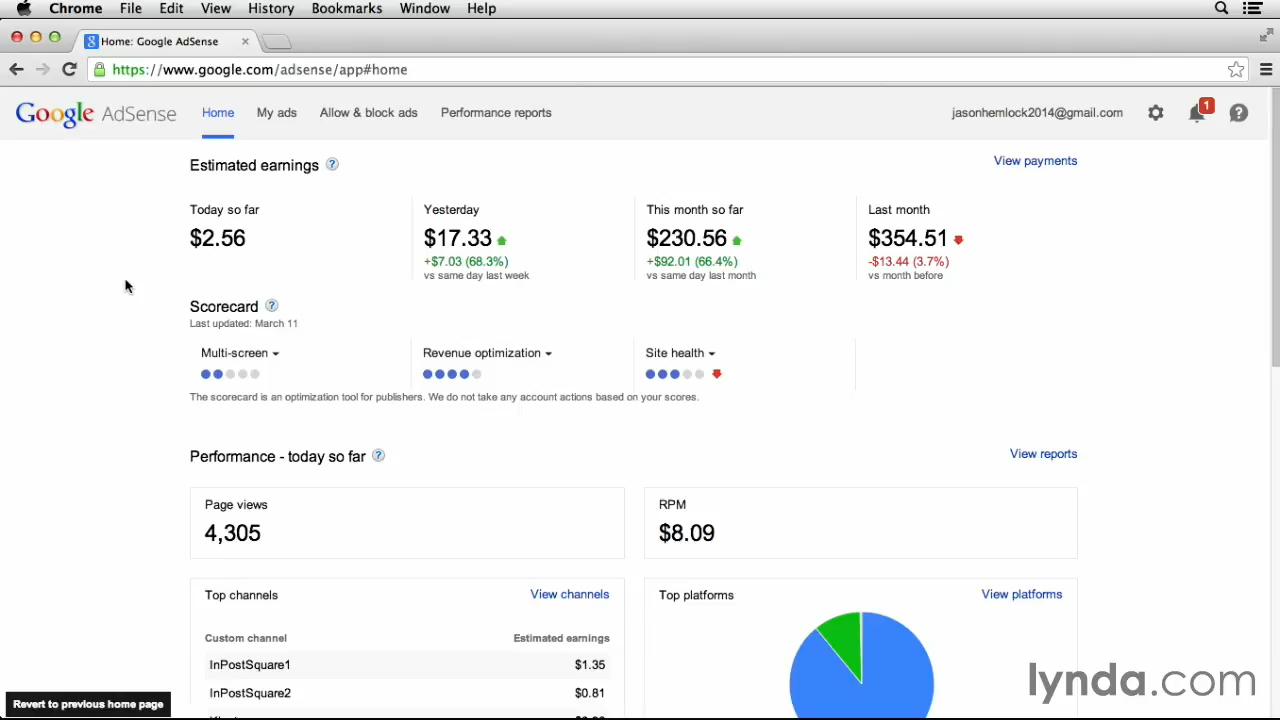 Chrome File Edit View History Bookmarks Window Help
Home: Google AdSense
https://www.google.com/adsense/app#home
Google AdSense Home My ads Allow & block ads Performance reports jasonhemlock2014@gmail.com 1
Estimated earnings ? View payments
Today so far Yesterday This month so far Last month
$2.56 $17.33 $230.56 $354.51
+$7.03 (68.3%) +$92.01 (66.4%) -$13.44 (3.7%)
vs same day last week vs same day last month vs month before
Scorecard ?
Last updated: March 11
Multi-screen Revenue optimization Site health
The scorecard is an optimization tool for publishers. We do not take any account actions based on your scores.
Performance - today so far ? View reports
Page views RPM
4,305 $8.09
Top channels View channels Top platforms View platforms
Custom channel Estimated earnings
InPostSquare1 $1.35
InPostSquare2 $0.81
lynda.com
Revert to previous home page